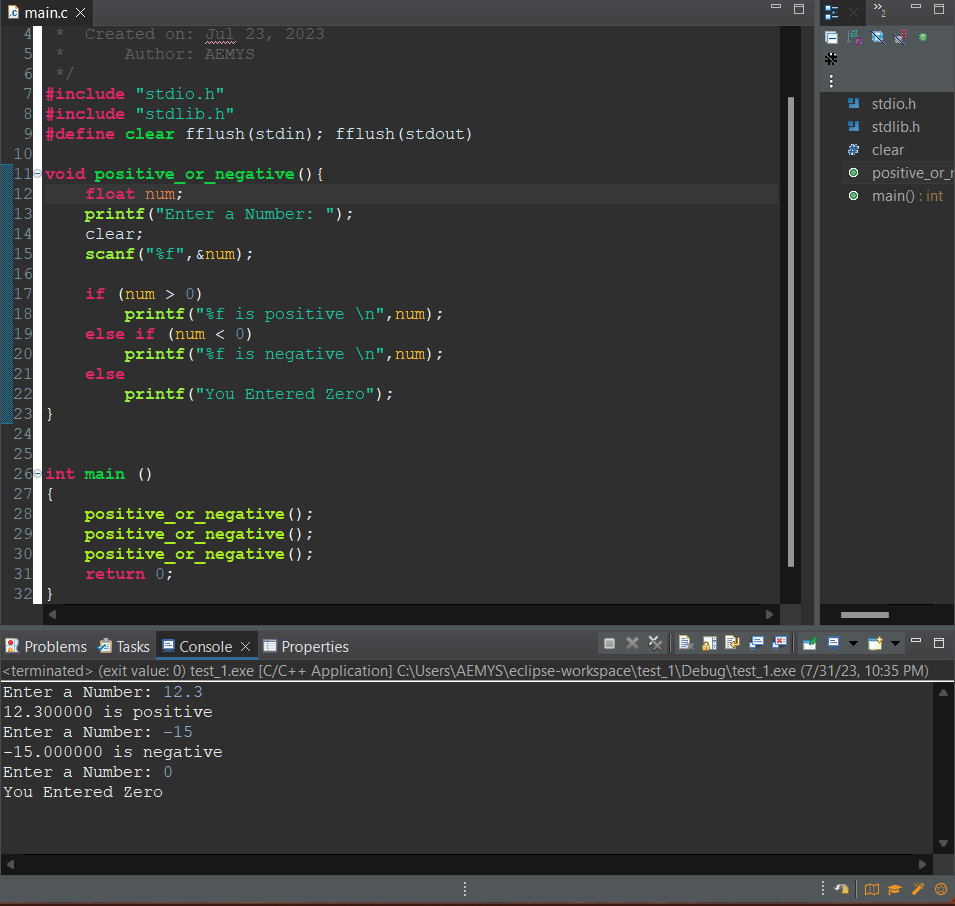 main.c
2
4 * Created on: Jul 23, 2023
5 * Author: AEMYS
6 */
7 #include "stdio.h"
8 #include "stdlib.h"
9 #define clear fflush(stdin); fflush(stdout)
10
11 void positive_or_negative(){
12 float num;
13 printf("Enter a Number: ");
14 clear;
15 scanf("%f",&num);
16
17 if (num > 0)
18 printf("%f is positive \n",num);
19 else if (num < 0)
20 printf("%f is negative \n",num);
21 else
22 printf("You Entered Zero");
23 }
24
25
26 int main ()
27 {
28 positive_or_negative();
29 positive_or_negative();
30 positive_or_negative();
31 return 0;
32 }
stdio.h
stdlib.h
clear
positive_or_r
main() : int
Problems Tasks Console Properties
<terminated> (exit value: 0) test_1.exe [C/C++ Application] C:\Users\AEMYS\eclipse-workspace\test_1\Debug\test_1.exe (7/31/23, 10:35 PM)
Enter a Number: 12.3
12.300000 is positive
Enter a Number: -15
-15.000000 is negative
Enter a Number: 0
You Entered Zero